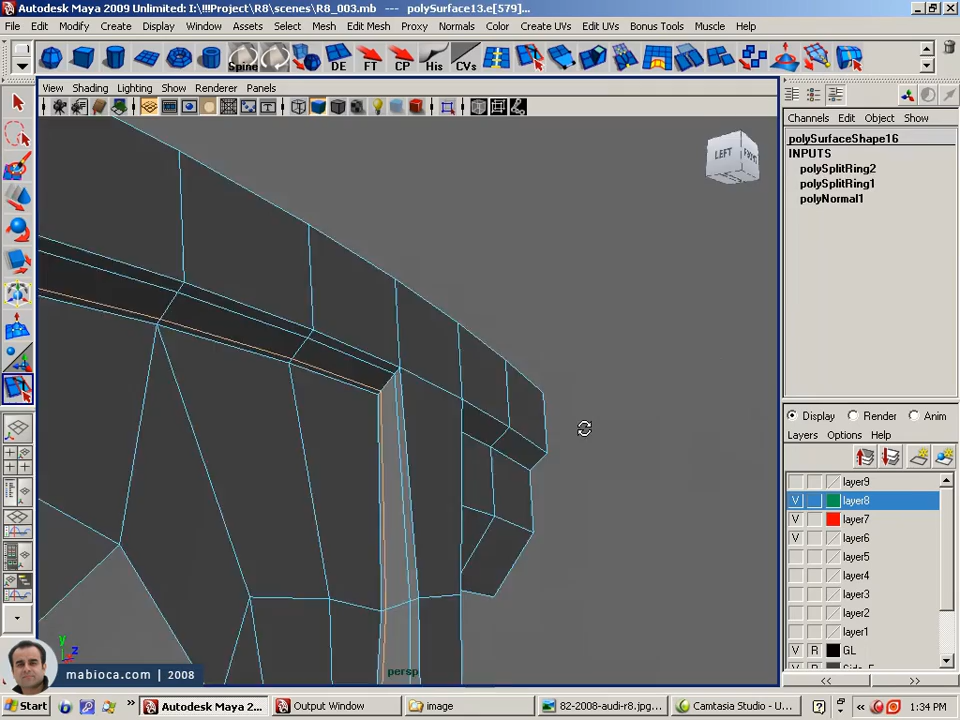 Autodesk Maya 2009 Unlimited: I:\!!!Project\R8\scenes\R8_003.mb --- polySurface13.e[579]...
File Edit Modify Create Display Window Assets Select Mesh Edit Mesh Proxy Normals Color Create UVs Edit UVs Bonus Tools Muscle Help
Spine DE FT CP His CVs
View Shading Lighting Show Renderer Panels
Channels Edit Object Show
polySurfaceShape16
INPUTS
polySplitRing2
polySplitRing1
polyNormal1
LEFT
Display Render Anim
Layers Options Help
layer9
V layer8
V layer7
V layer6
layer5
layer4
layer3
layer2
layer1
V R GL
y
z
persp
mabioca.com | 2008
<< >>
Start » Autodesk Maya 2... Output Window image 82-2008-audi-r8.jpg... Camtasia Studio - U... « 1:34 PM